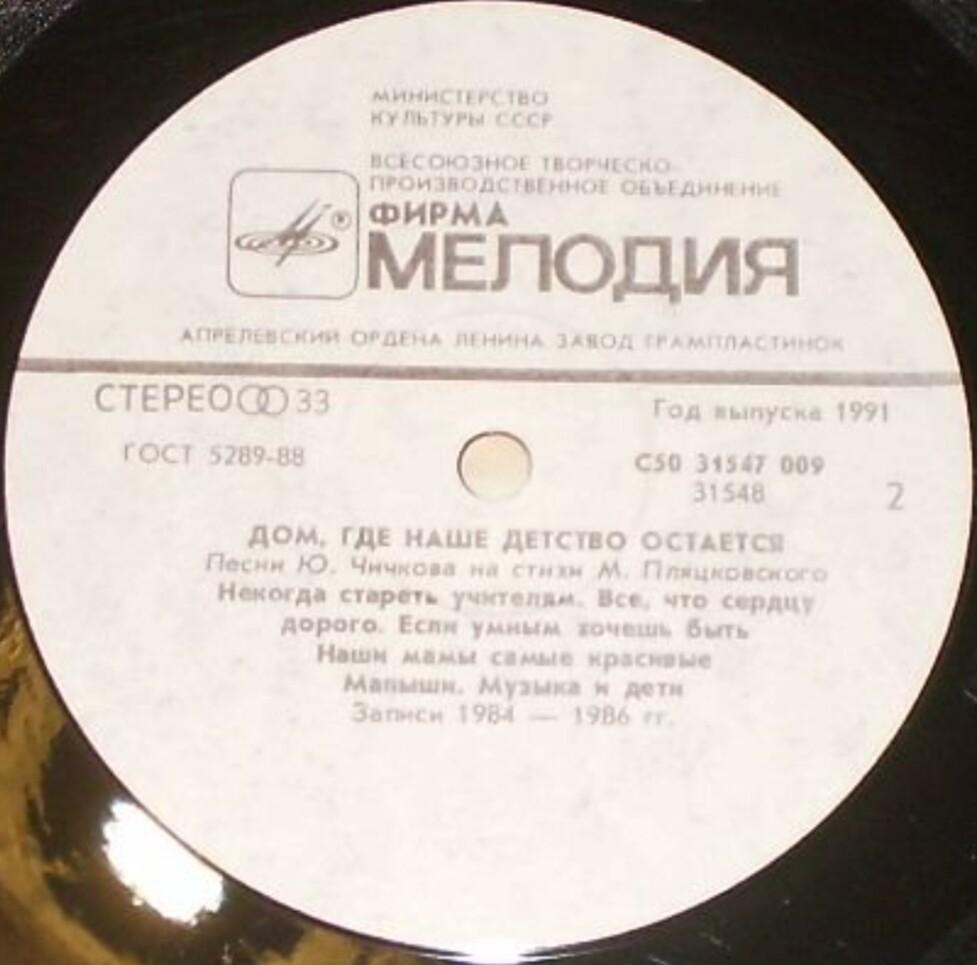 МИНИСТЕРСТВО
КУЛЬТУРЫ СССР
ВСЕСОЮЗНОЕ ТВОРЧЕСКО-
ПРОИЗВОДСТВЕННОЕ ОБЪЕДИНЕНИЕ
®
ФИРМА
МЕЛОДИЯ
АПРЕЛЕВСКИЙ ОРДЕНА ЛЕНИНА ЗАВОД ГРАМПЛАСТИНОК
СТЕРЕО 33
Год выпуска 1991
ГОСТ 5289-88
С50 31547 009
31548
2
ДОМ, ГДЕ НАШЕ ДЕТСТВО ОСТАЕТСЯ
Песни Ю. Чичкова на стихи М. Пляцковского
Некогда стареть учителям. Все, что сердцу
дорого. Если умным хочешь быть
Наши мамы самые красивые
Малыши. Музыка и дети
Записи 1984 — 1986 гг.